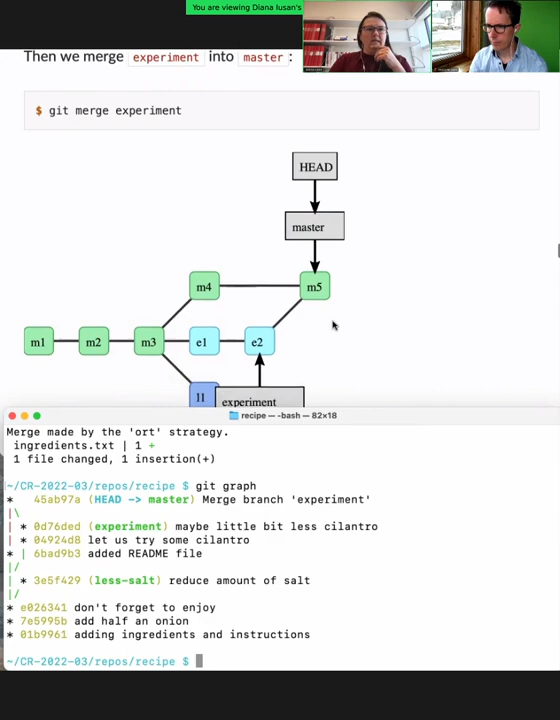 You are viewing Diana Iusan's
Then we merge experiment into master:
$ git merge experiment
HEAD
master
m4
m5
m1
m2
m3
e1
e2
l1
experiment
recipe — -bash — 82×18
Merge made by the 'ort' strategy.
ingredients.txt | 1 +
1 file changed, 1 insertion(+)
~/CR-2022-03/repos/recipe $ git graph
*   45ab97a (HEAD -> master) Merge branch 'experiment'
|\
| * 0d76ded (experiment) maybe little bit less cilantro
| * 04924d8 let us try some cilantro
* | 6bad9b3 added README file
|/
| * 3e5f429 (less-salt) reduce amount of salt
|/
* e026341 don't forget to enjoy
* 7e5995b add half an onion
* 01b9961 adding ingredients and instructions
~/CR-2022-03/repos/recipe $